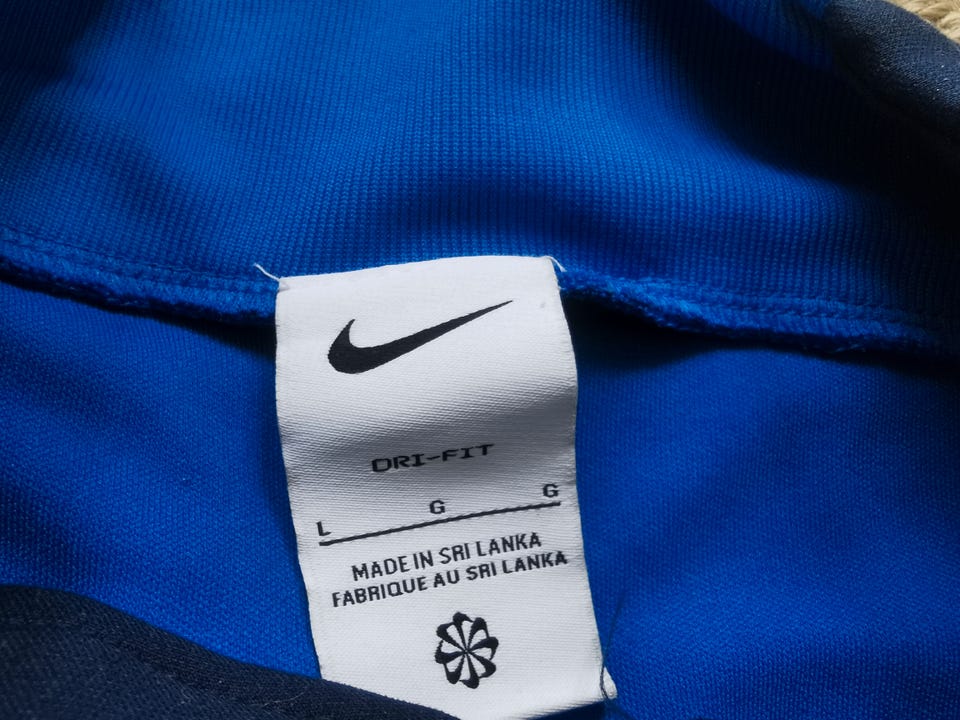 DRI-FIT
L G G
MADE IN SRI LANKA
FABRIQUE AU SRI LANKA